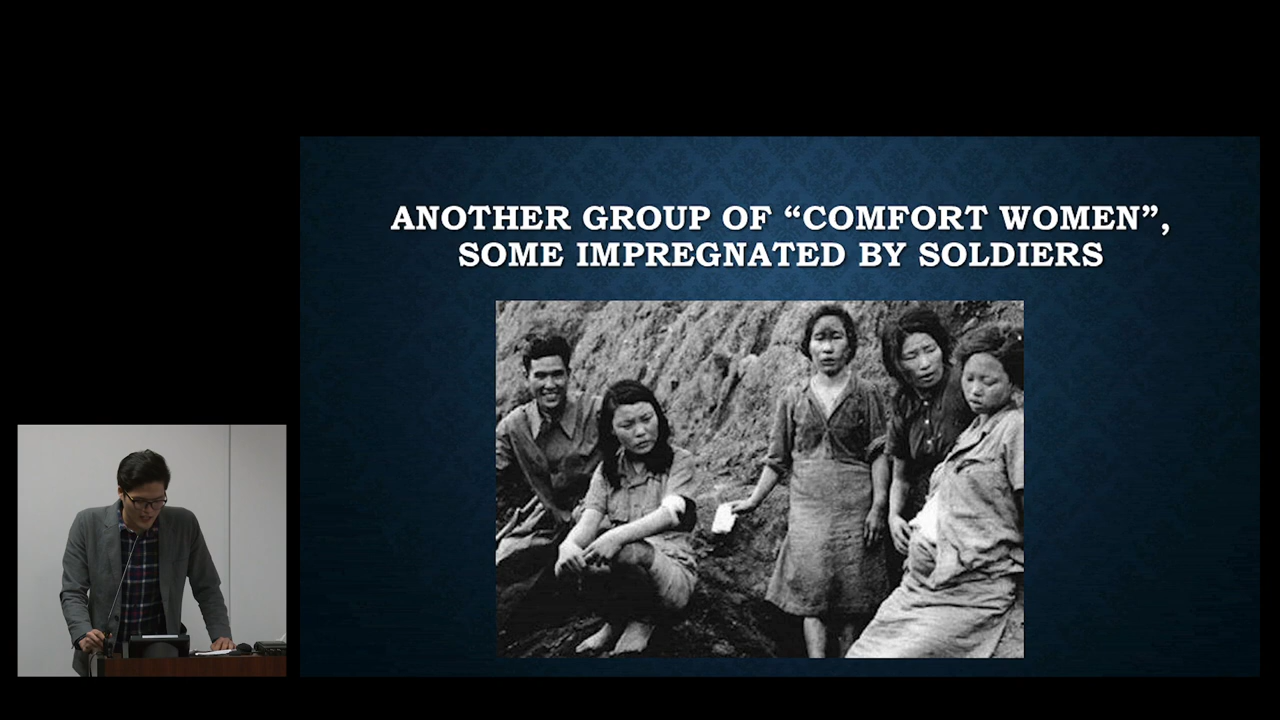 ANOTHER GROUP OF “COMFORT WOMEN”,
SOME IMPREGNATED BY SOLDIERS